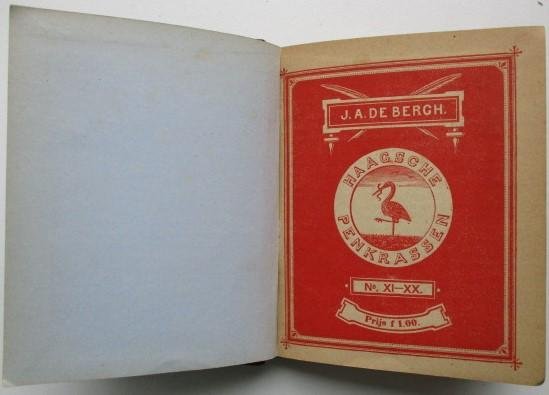 J. A. DE BERGH.
HAAGSCHE
PENKRASSEN
No. XI—XX.
Prijs f 1.00.